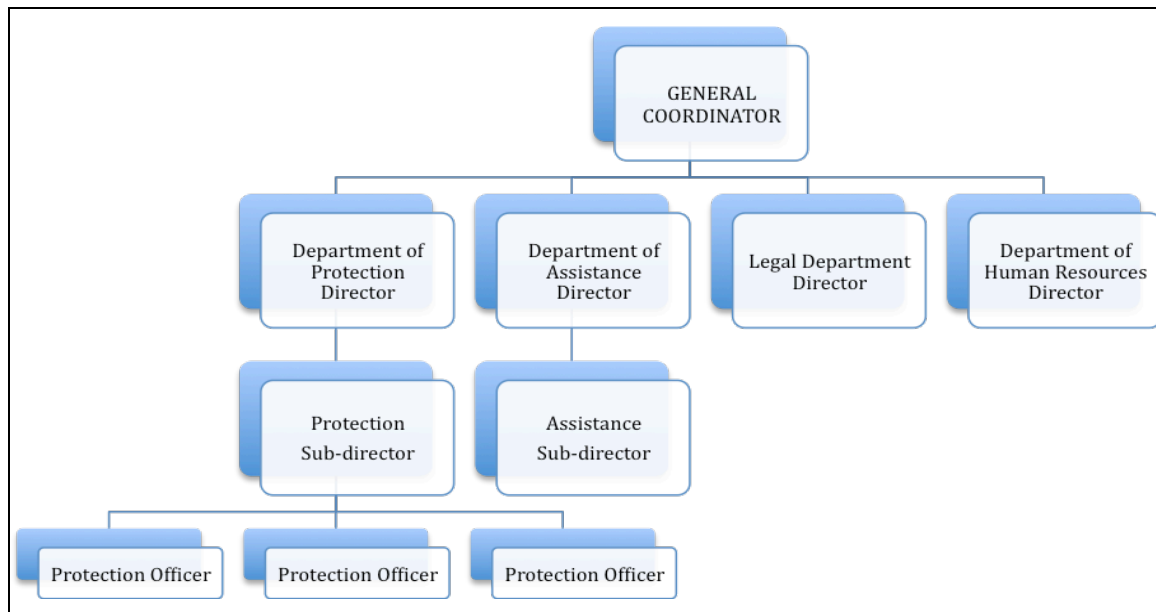 GENERAL
COORDINATOR
Department of
Protection
Director
Department of
Assistance
Director
Legal Department
Director
Department of
Human Resources
Director
Protection
Sub-director
Assistance
Sub-director
Protection Officer
Protection Officer
Protection Officer